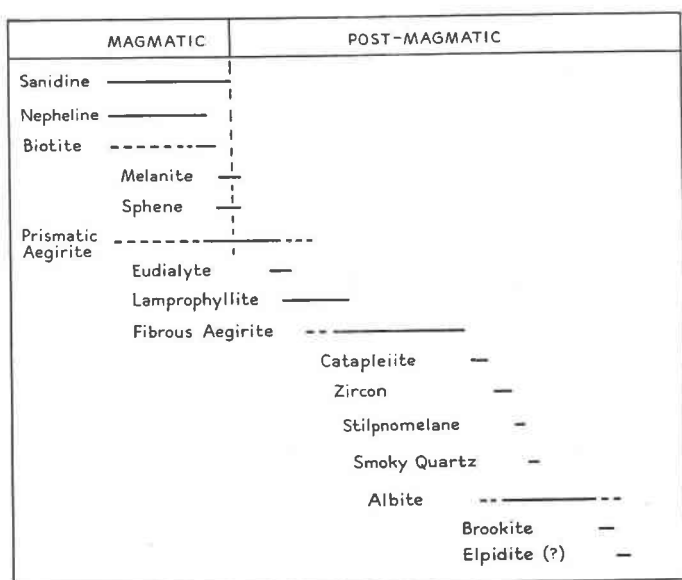 MAGMATIC
POST-MAGMATIC
Sanidine
Nepheline
Biotite
Melanite
Sphene
Prismatic
Aegirite
Eudialyte
Lamprophyllite
Fibrous Aegirite
Catapleiite
Zircon
Stilpnomelane
Smoky Quartz
Albite
Brookite
Elpidite (?)